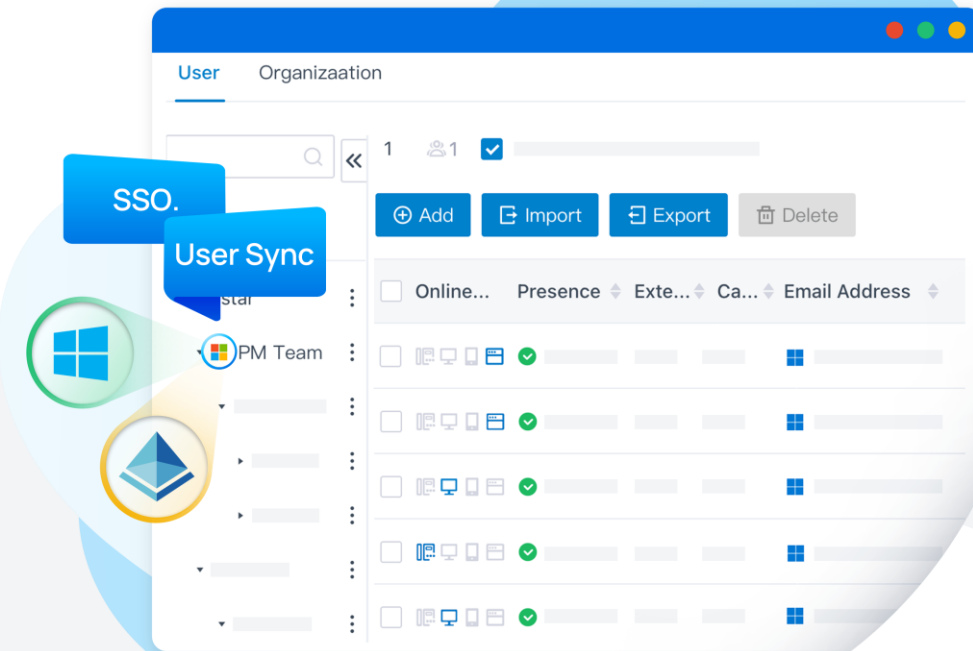 User Organizaation
1 1
SSO.
Add Import Export Delete
User Sync
Online... Presence Exte... Ca... Email Address
star
PM Team